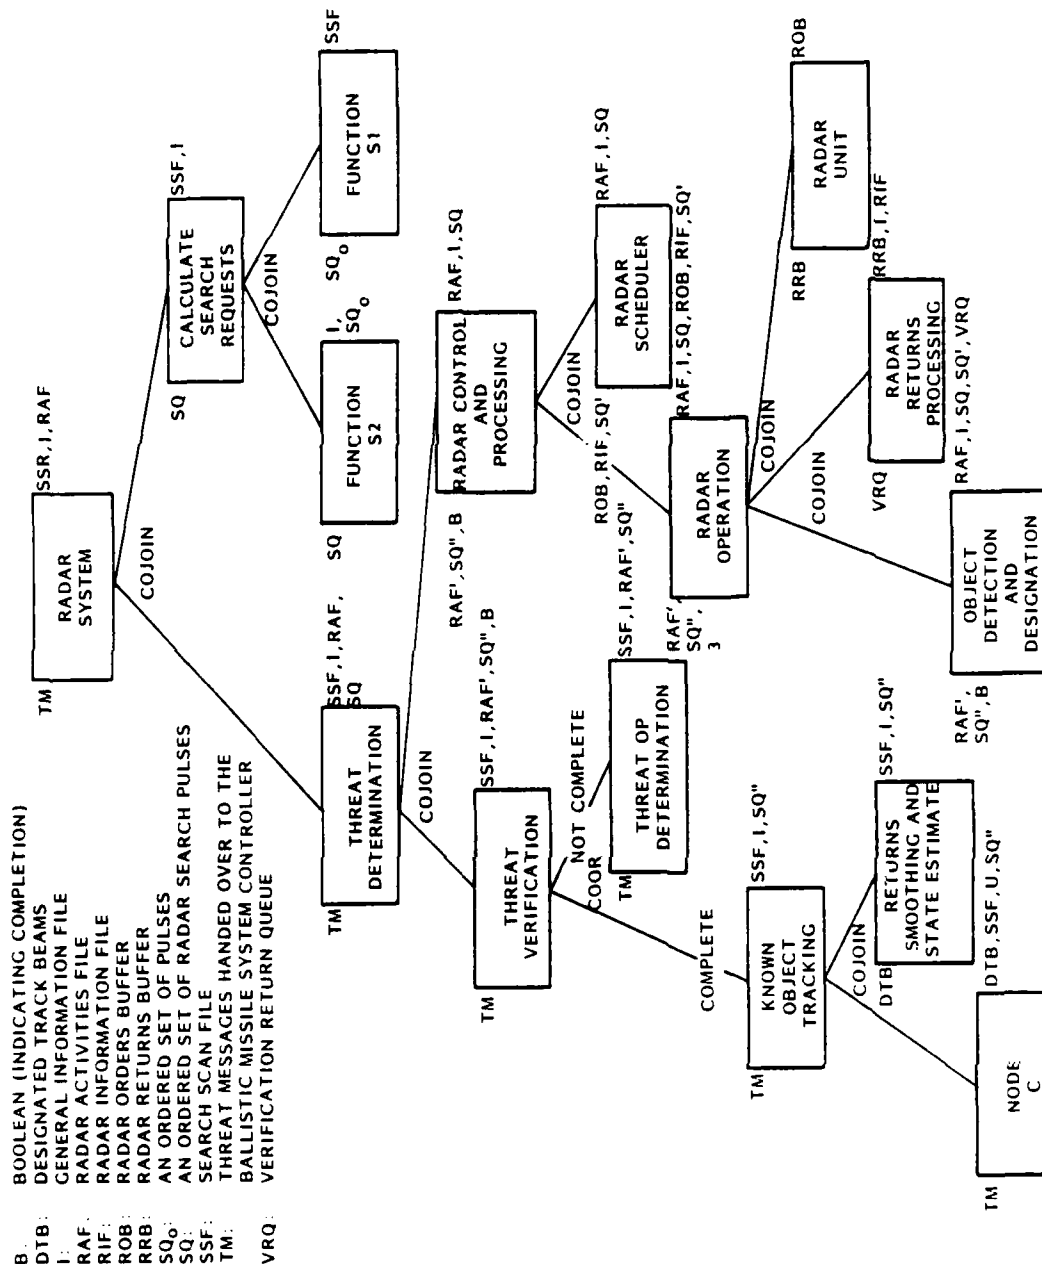 B. BOOLEAN (INDICATING COMPLETION)
DTB: DESIGNATED TRACK BEAMS
I: GENERAL INFORMATION FILE
RAF. RADAR ACTIVITIES FILE
RIF: RADAR INFORMATION FILE
ROB: RADAR ORDERS BUFFER
RRB: RADAR RETURNS BUFFER
SQo: AN ORDERED SET OF PULSES
SQ: AN ORDERED SET OF RADAR SEARCH PULSES
SSF: SEARCH SCAN FILE
TM: THREAT MESSAGES HANDED OVER TO THE
BALLISTIC MISSILE SYSTEM CONTROLLER
VRQ: VERIFICATION RETURN QUEUE
TM
RADAR
SYSTEM
SSR,I,RAF
COJOIN
SQ
CALCULATE
SEARCH
REQUESTS
SSF,I
COJOIN
TM
THREAT
DETERMINATION
SSF,I,RAF,
SQ
COJOIN
SQ
FUNCTION
S2
I,
SQo
SQo
FUNCTION
S1
SSF
RAF',SQ",B
RADAR CONTROL
AND
PROCESSING
RAF,I,SQ
COJOIN
TM
THREAT
VERIFICATION
SSF,I,RAF',SQ",B
COOR
NOT COMPLETE
COMPLETE
TM
THREAT OP
DETERMINATION
SSF,I,RAF',SQ"
ROB,RIF,SQ'
RADAR
SCHEDULER
RAF,I,SQ
RAF',
SQ",
3
RADAR
OPERATION
RAF,I,SQ,ROB,RIF,SQ'
COJOIN
COJOIN
RRB
RADAR
UNIT
ROB
VRQ
RADAR
RETURNS
PROCESSING
RRB,I,RIF
TM
KNOWN
OBJECT
TRACKING
SSF,I,SQ"
COJOIN
DTB
RETURNS
SMOOTHING AND
STATE ESTIMATE
SSF,I,SQ"
RAF',
SQ",B
OBJECT
DETECTION
AND
DESIGNATION
RAF,I,SQ,SQ',VRQ
TM
NODE
C
DTB,SSF,U,SQ"